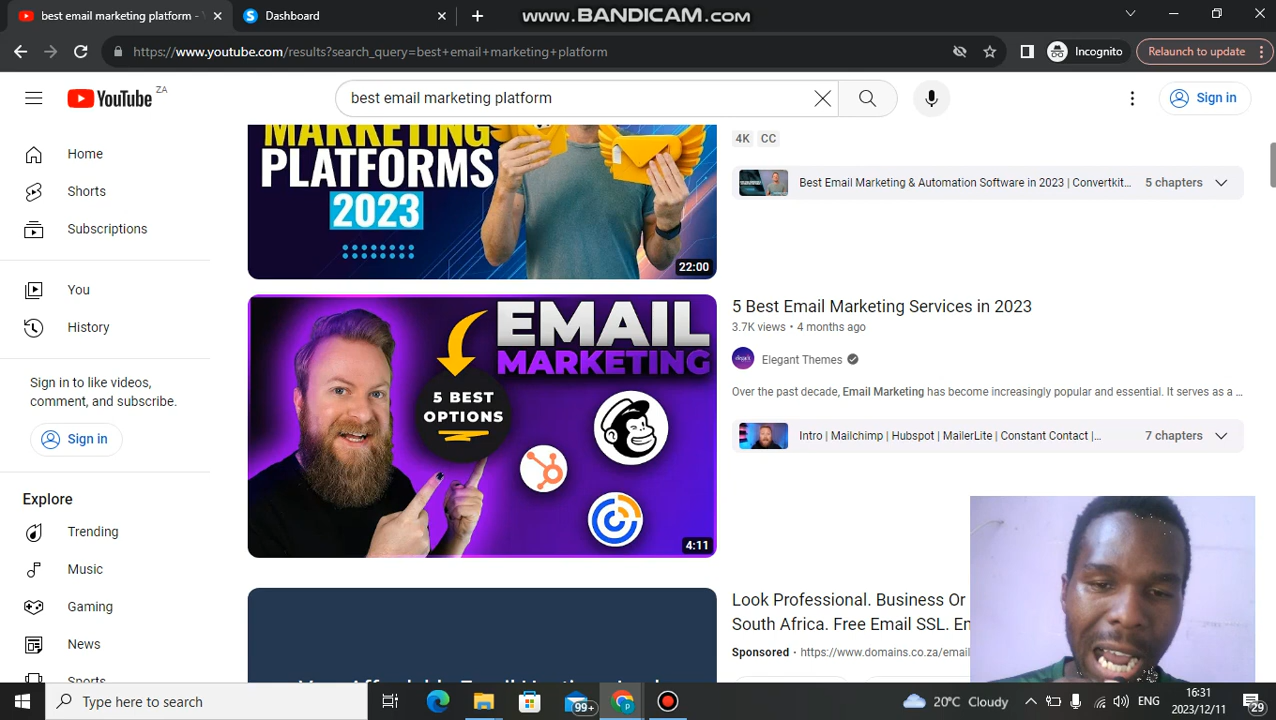 best email marketing platform -
Dashboard
www.BANDICAM.com
https://www.youtube.com/results?search_query=best+email+marketing+platform
Incognito
Relaunch to update
YouTube ZA
best email marketing platform
Sign in
Home
Shorts
Subscriptions
You
History
Sign in to like videos,
comment, and subscribe.
Sign in
Explore
Trending
Music
Gaming
News
Sports
MARKETING
PLATFORMS
2023
22:00
4K CC
Best Email Marketing & Automation Software in 2023 | Convertkit... 5 chapters
EMAIL
MARKETING
5 BEST
OPTIONS
4:11
5 Best Email Marketing Services in 2023
3.7K views • 4 months ago
Elegant Themes
Over the past decade, Email Marketing has become increasingly popular and essential. It serves as a ...
Intro | Mailchimp | Hubspot | MailerLite | Constant Contact |... 7 chapters
Look Professional. Business Or
South Africa. Free Email SSL.
Sponsored • https://www.domains.co.za/email
Type here to search
99+
20°C Cloudy
ENG
16:31
2023/12/11
29